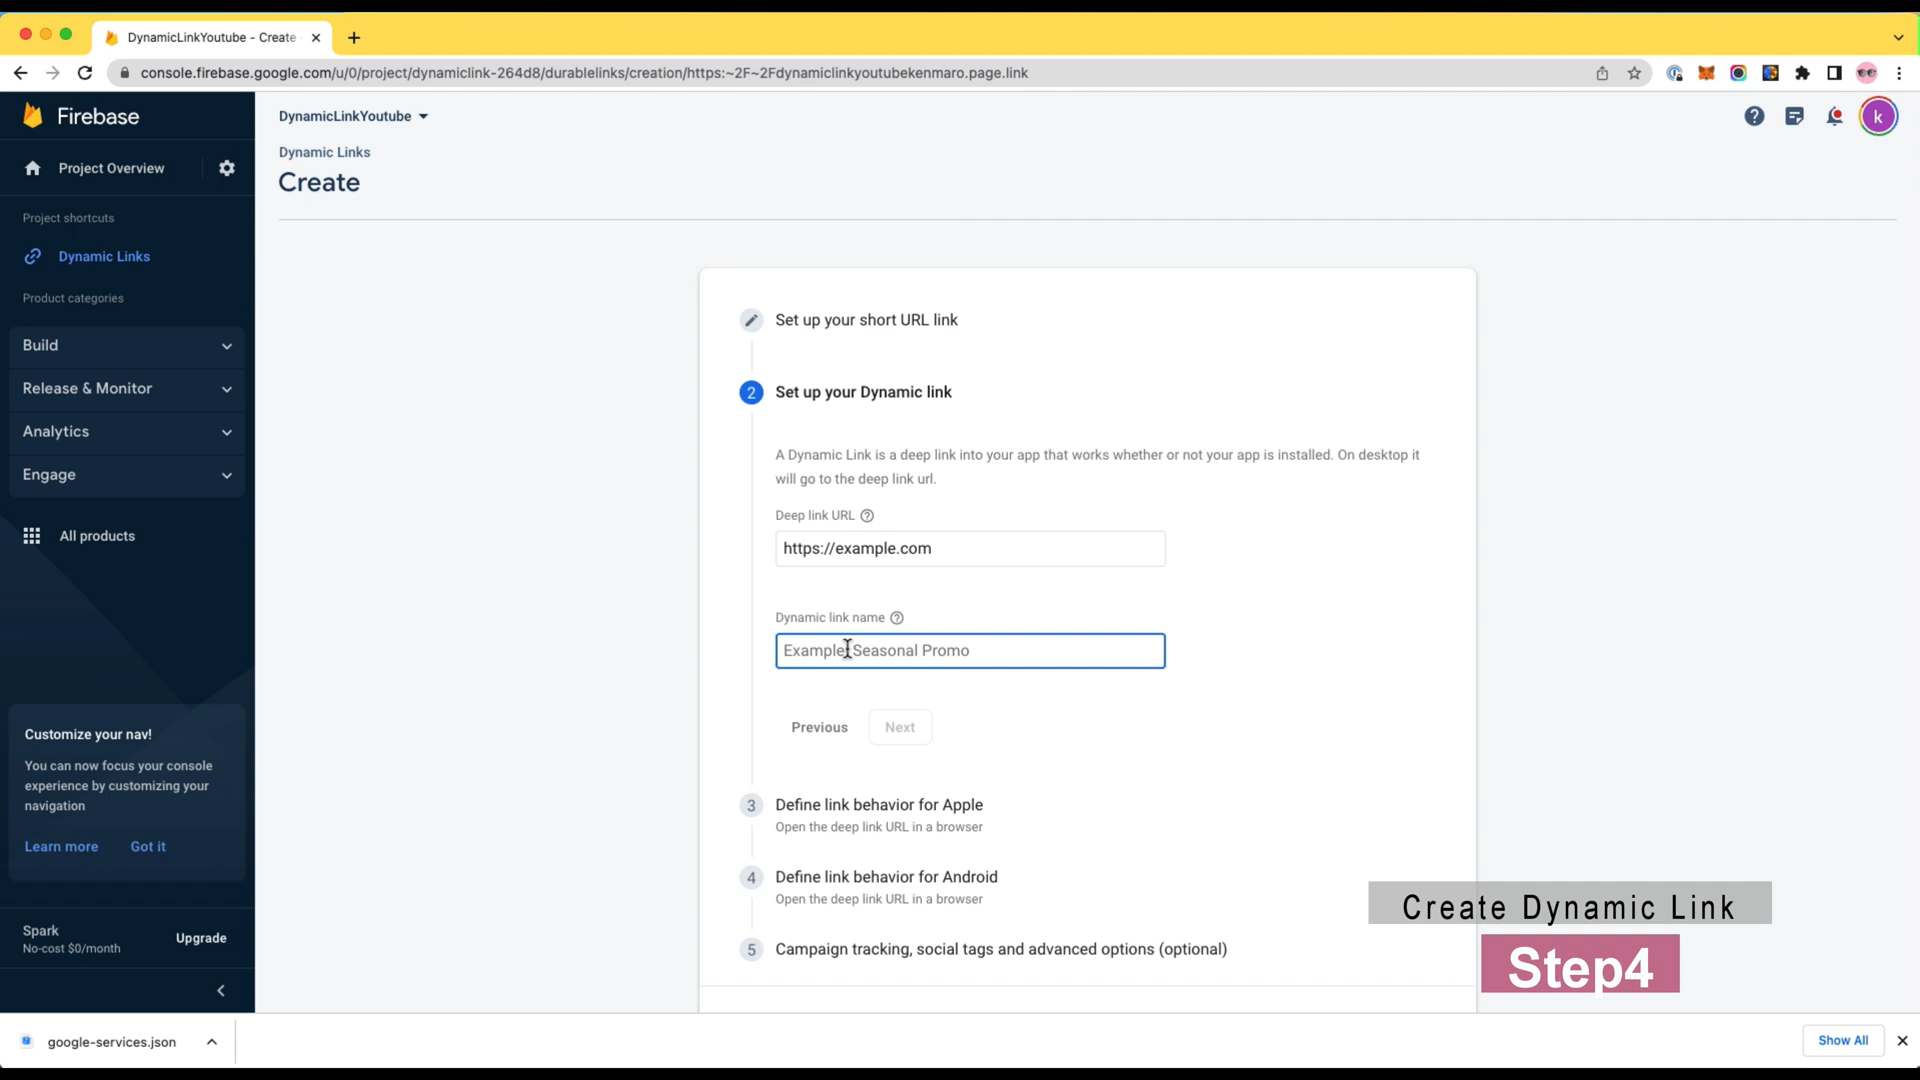 DynamicLinkYoutube - Create
console.firebase.google.com/u/0/project/dynamiclink-264d8/durablelinks/creation/https:~2F~2Fdynamiclinkyoutubekenmaro.page.link
Firebase
DynamicLinkYoutube
k
Project Overview
Dynamic Links
Create
Project shortcuts
Dynamic Links
Product categories
Build
Release & Monitor
Analytics
Engage
All products
Customize your nav!
You can now focus your console
experience by customizing your
navigation
Learn more Got it
Spark
No-cost $0/month
Upgrade
Set up your short URL link
2 Set up your Dynamic link
A Dynamic Link is a deep link into your app that works whether or not your app is installed. On desktop it
will go to the deep link url.
Deep link URL
https://example.com
Dynamic link name
Example: Seasonal Promo
Previous Next
3 Define link behavior for Apple
Open the deep link URL in a browser
4 Define link behavior for Android
Open the deep link URL in a browser
5 Campaign tracking, social tags and advanced options (optional)
Create Dynamic Link
Step4
google-services.json
Show All